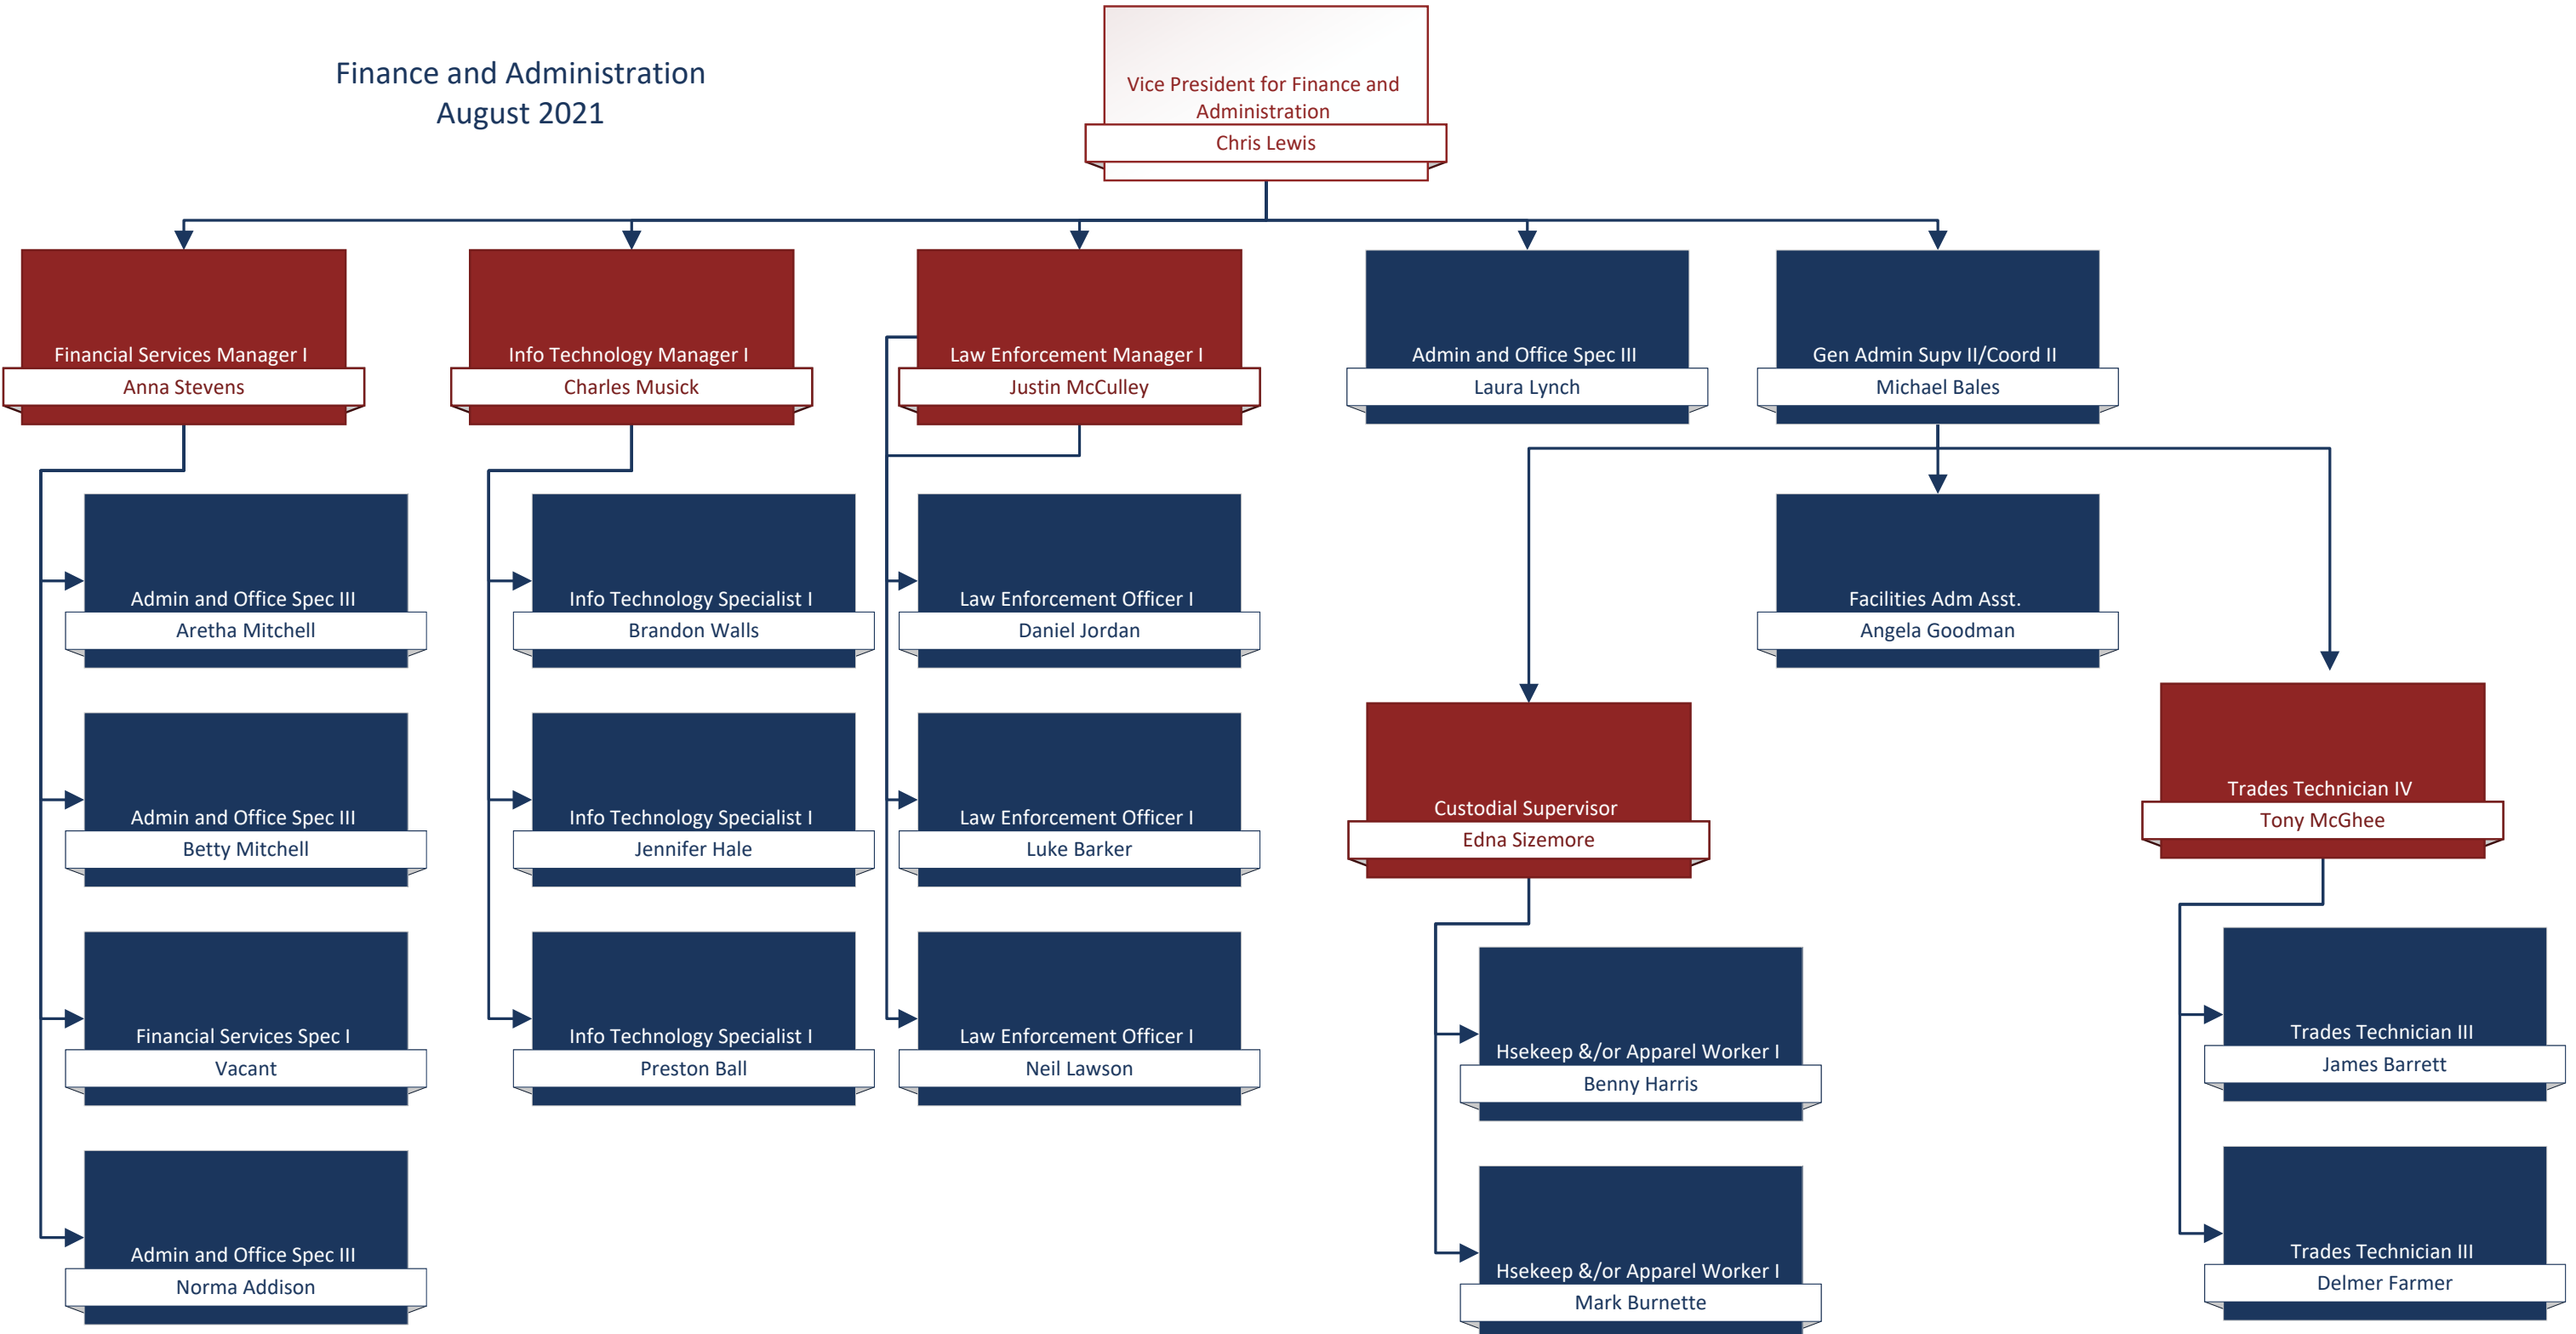 Finance and Administration
August 2021
Vice President for Finance and
Administration
Chris Lewis
Financial Services Manager I
Anna Stevens
Info Technology Manager I
Charles Musick
Law Enforcement Manager I
Justin McCulley
Admin and Office Spec III
Laura Lynch
Gen Admin Supv II/Coord II
Michael Bales
Admin and Office Spec III
Aretha Mitchell
Info Technology Specialist I
Brandon Walls
Law Enforcement Officer I
Daniel Jordan
Facilities Adm Asst.
Angela Goodman
Admin and Office Spec III
Betty Mitchell
Info Technology Specialist I
Jennifer Hale
Law Enforcement Officer I
Luke Barker
Custodial Supervisor
Edna Sizemore
Trades Technician IV
Tony McGhee
Financial Services Spec I
Vacant
Info Technology Specialist I
Preston Ball
Law Enforcement Officer I
Neil Lawson
Hsekeep &/or Apparel Worker I
Benny Harris
Trades Technician III
James Barrett
Admin and Office Spec III
Norma Addison
Hsekeep &/or Apparel Worker I
Mark Burnette
Trades Technician III
Delmer Farmer